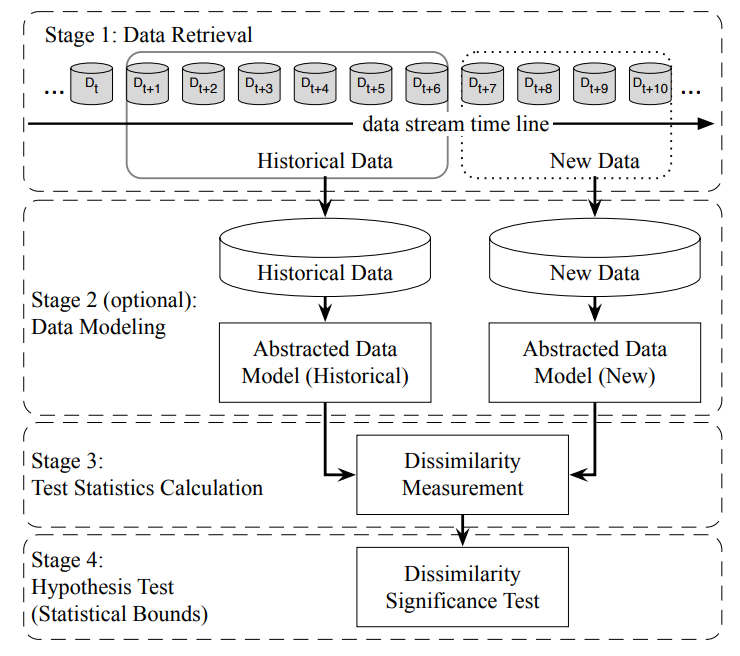 Stage 1: Data Retrieval
... Dt Dt+1 Dt+2 Dt+3 Dt+4 Dt+5 Dt+6 Dt+7 Dt+8 Dt+9 Dt+10 ...
data stream time line
Historical Data New Data
Historical Data New Data
Stage 2 (optional):
Data Modeling
Abstracted Data
Model (Historical)
Abstracted Data
Model (New)
Stage 3:
Test Statistics Calculation
Dissimilarity
Measurement
Stage 4:
Hypothesis Test
(Statistical Bounds)
Dissimilarity
Significance Test